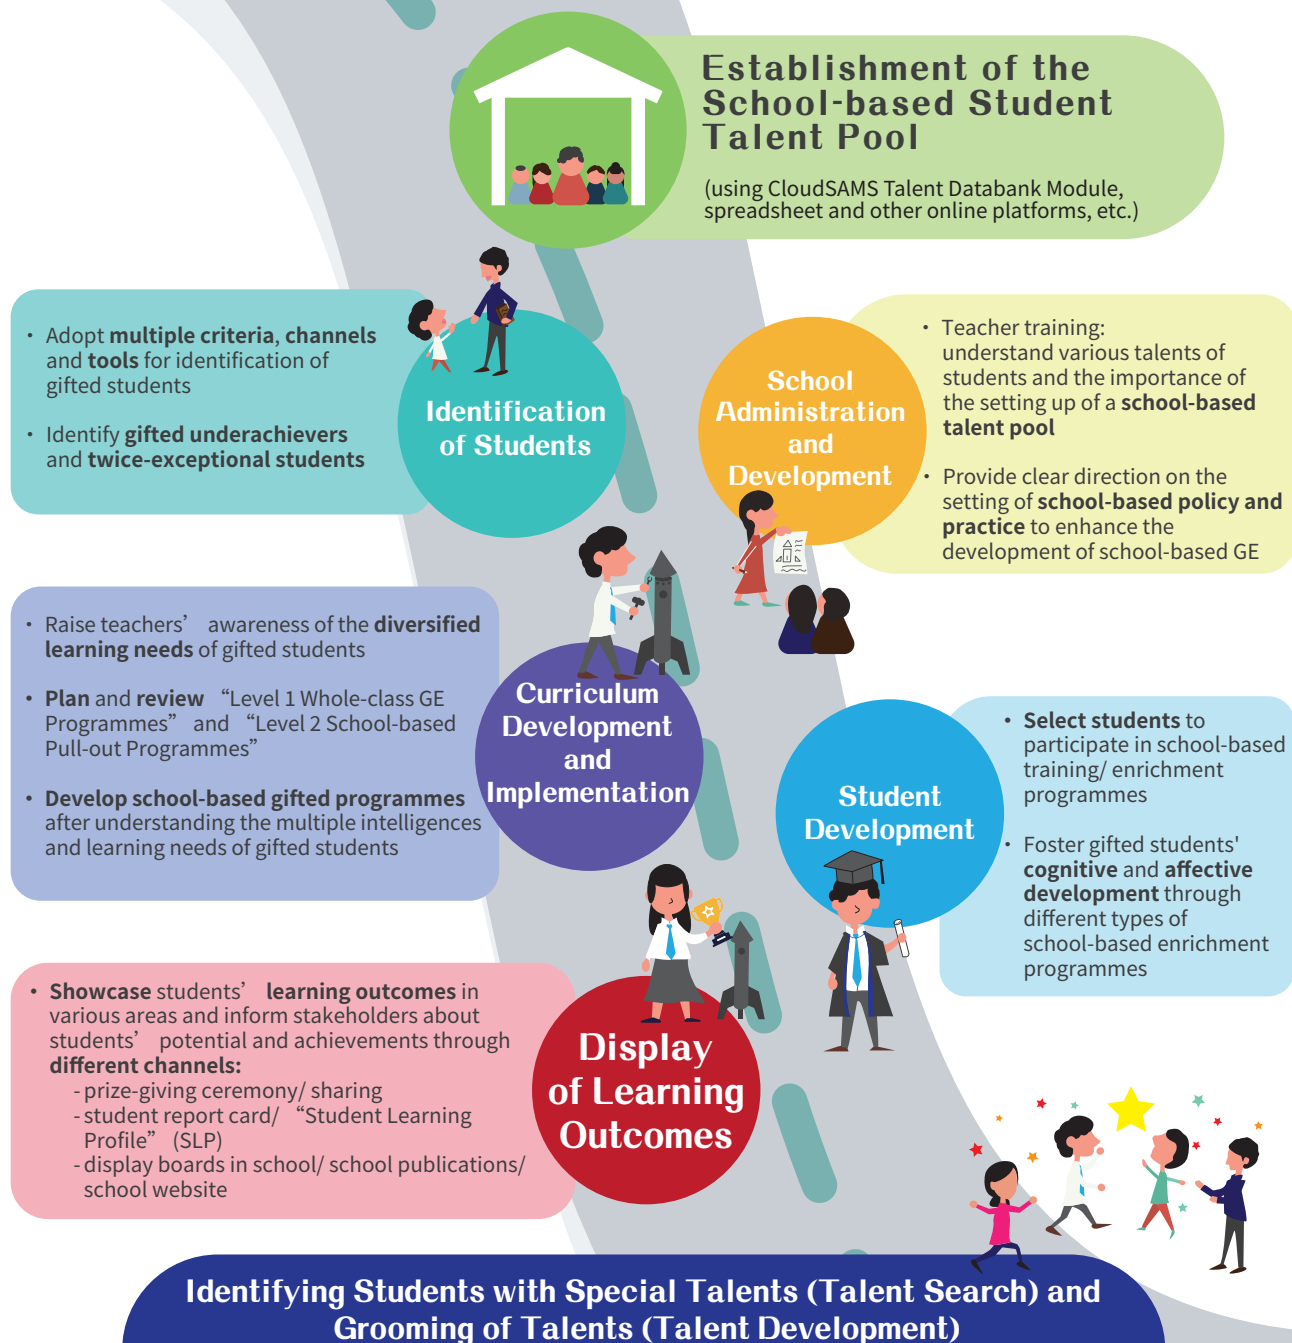 Establishment of the
School-based Student
Talent Pool
(using CloudSAMS Talent Databank Module,
spreadsheet and other online platforms, etc.)
• Adopt multiple criteria, channels
and tools for identification of
gifted students
• Identify gifted underachievers
and twice-exceptional students
Identification
of Students
School
Administration
and
Development
• Teacher training:
understand various talents of
students and the importance of
the setting up of a school-based
talent pool
• Provide clear direction on the
setting of school-based policy and
practice to enhance the
development of school-based GE
• Raise teachers’ awareness of the diversified
learning needs of gifted students
• Plan and review “Level 1 Whole-class GE
Programmes” and “Level 2 School-based
Pull-out Programmes”
• Develop school-based gifted programmes
after understanding the multiple intelligences
and learning needs of gifted students
Curriculum
Development
and
Implementation
Student
Development
• Select students to
participate in school-based
training/ enrichment
programmes
• Foster gifted students'
cognitive and affective
development through
different types of
school-based enrichment
programmes
• Showcase students’ learning outcomes in
various areas and inform stakeholders about
students’ potential and achievements through
different channels:
- prize-giving ceremony/ sharing
- student report card/ “Student Learning
Profile” (SLP)
- display boards in school/ school publications/
school website
Display
of Learning
Outcomes
Identifying Students with Special Talents (Talent Search) and
Grooming of Talents (Talent Development)